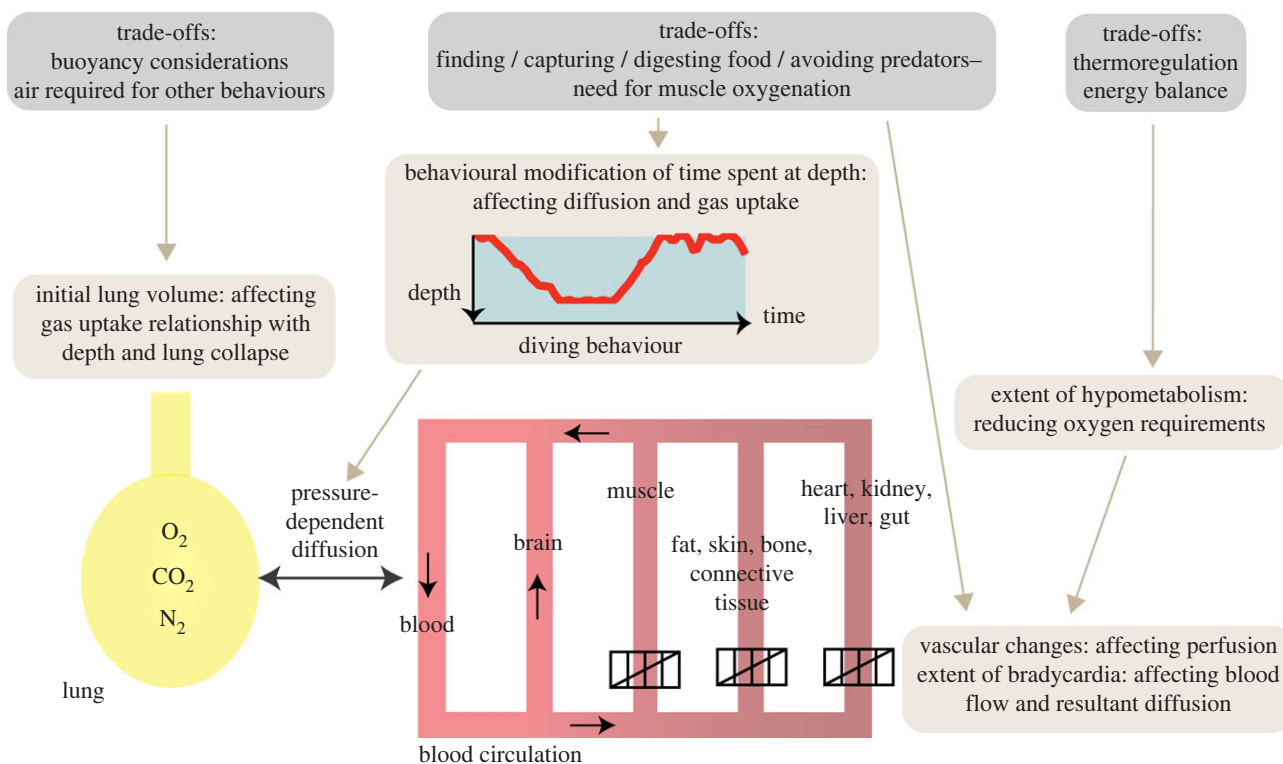 trade-offs:
buoyancy considerations
air required for other behaviours
trade-offs:
finding / capturing / digesting food / avoiding predators–
need for muscle oxygenation
trade-offs:
thermoregulation
energy balance
behavioural modification of time spent at depth:
affecting diffusion and gas uptake
depth
time
diving behaviour
initial lung volume: affecting
gas uptake relationship with
depth and lung collapse
extent of hypometabolism:
reducing oxygen requirements
O₂
CO₂
N₂
lung
pressure-
dependent
diffusion
blood
brain
muscle
fat, skin, bone,
connective
tissue
heart, kidney,
liver, gut
blood circulation
vascular changes: affecting perfusion
extent of bradycardia: affecting blood
flow and resultant diffusion